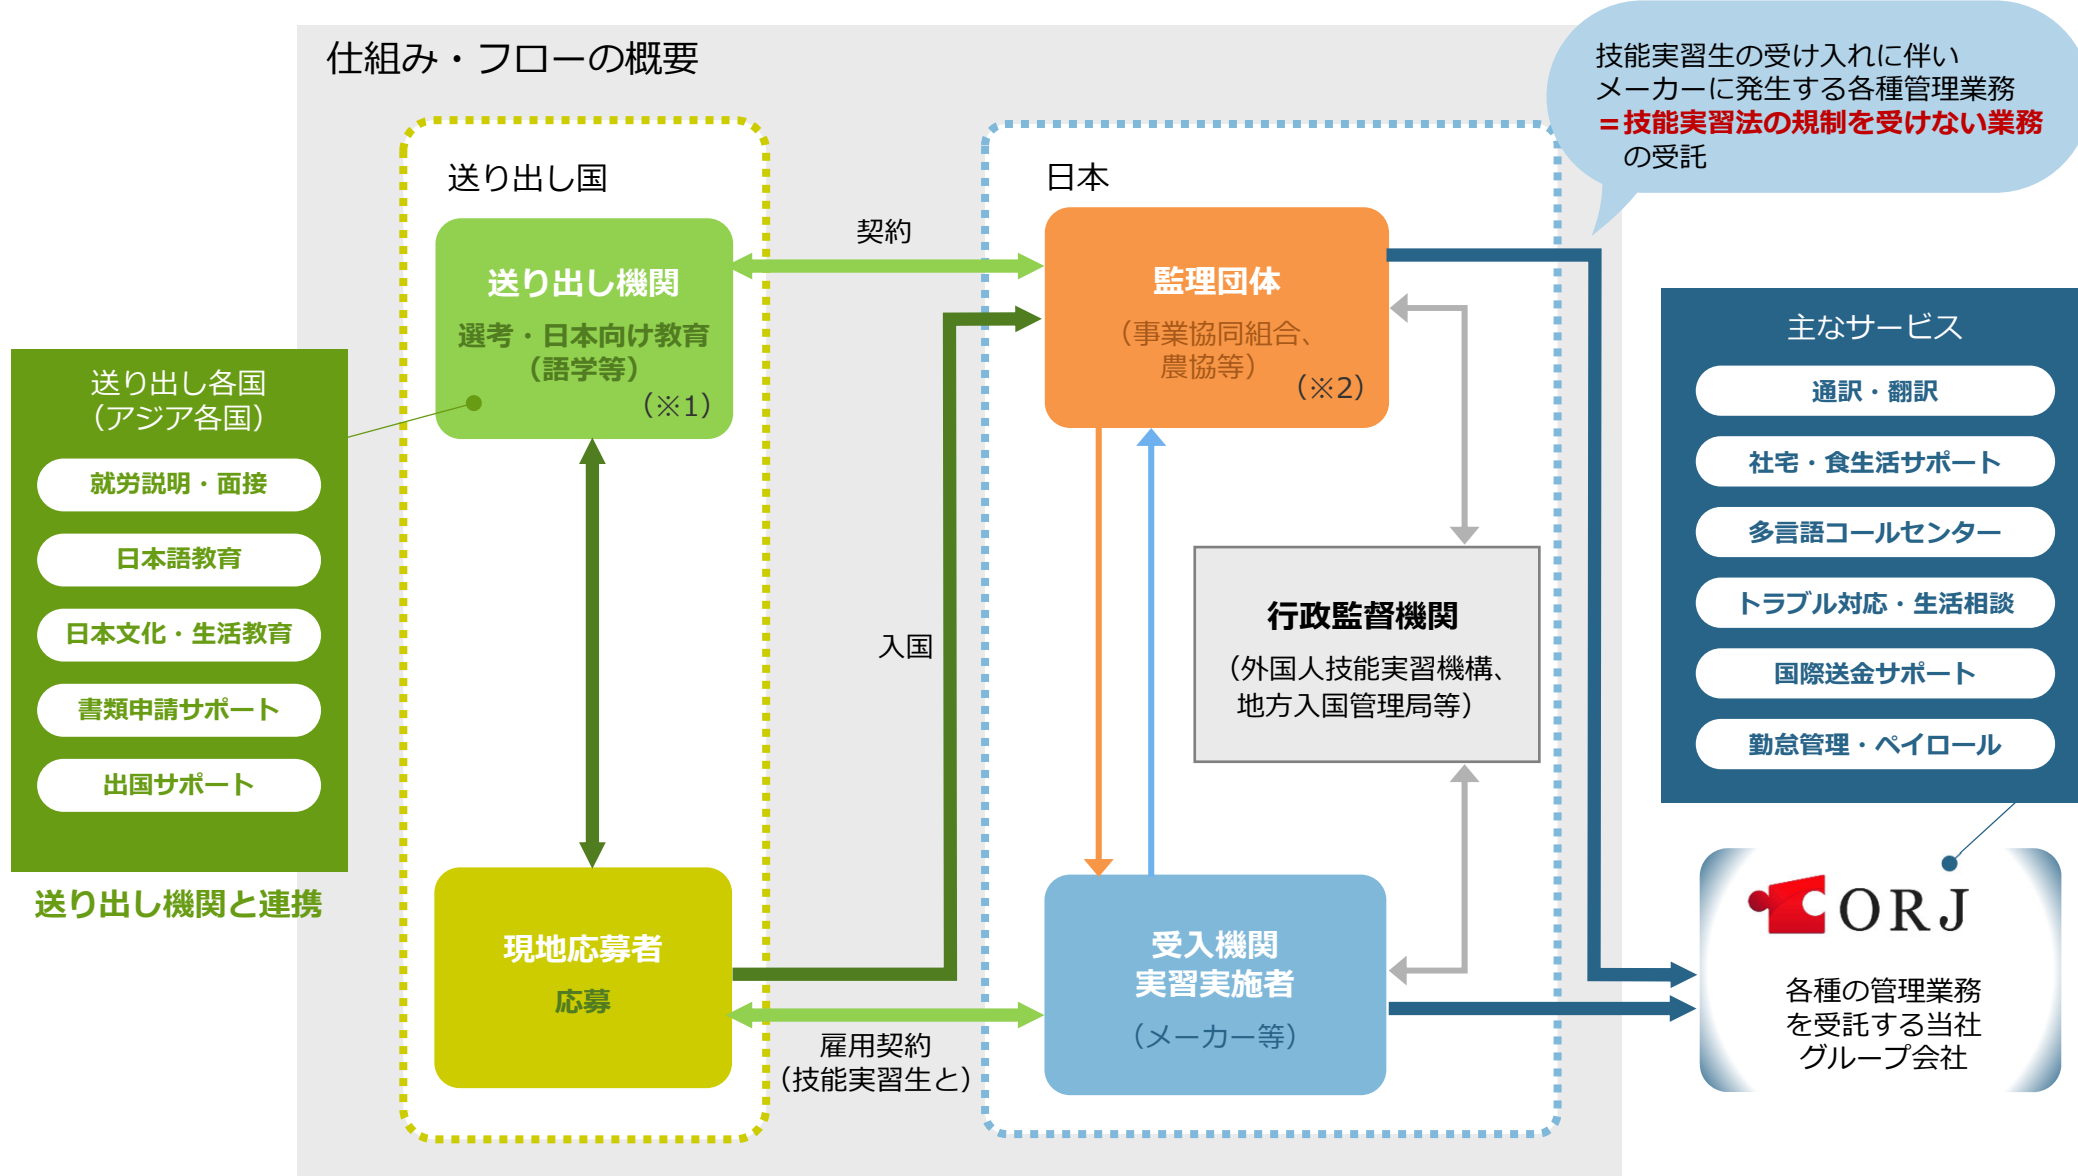 仕組み・フローの概要
技能実習生の受け入れに伴い
メーカーに発生する各種管理業務
＝技能実習法の規制を受けない業務
の受託
送り出し国
送り出し機関
選考・日本向け教育
（語学等）
（※1）
現地応募者
応募
契約
入国
雇用契約
（技能実習生と）
日本
監理団体
（事業協同組合、
農協等）
（※2）
行政監督機関
（外国人技能実習機構、
地方入国管理局等）
受入機関
実習実施者
（メーカー等）
送り出し各国
（アジア各国）
就労説明・面接
日本語教育
日本文化・生活教育
書類申請サポート
出国サポート
送り出し機関と連携
主なサービス
通訳・翻訳
社宅・食生活サポート
多言語コールセンター
トラブル対応・生活相談
国際送金サポート
勤怠管理・ペイロール
ORJ
各種の管理業務
を受託する当社
グループ会社